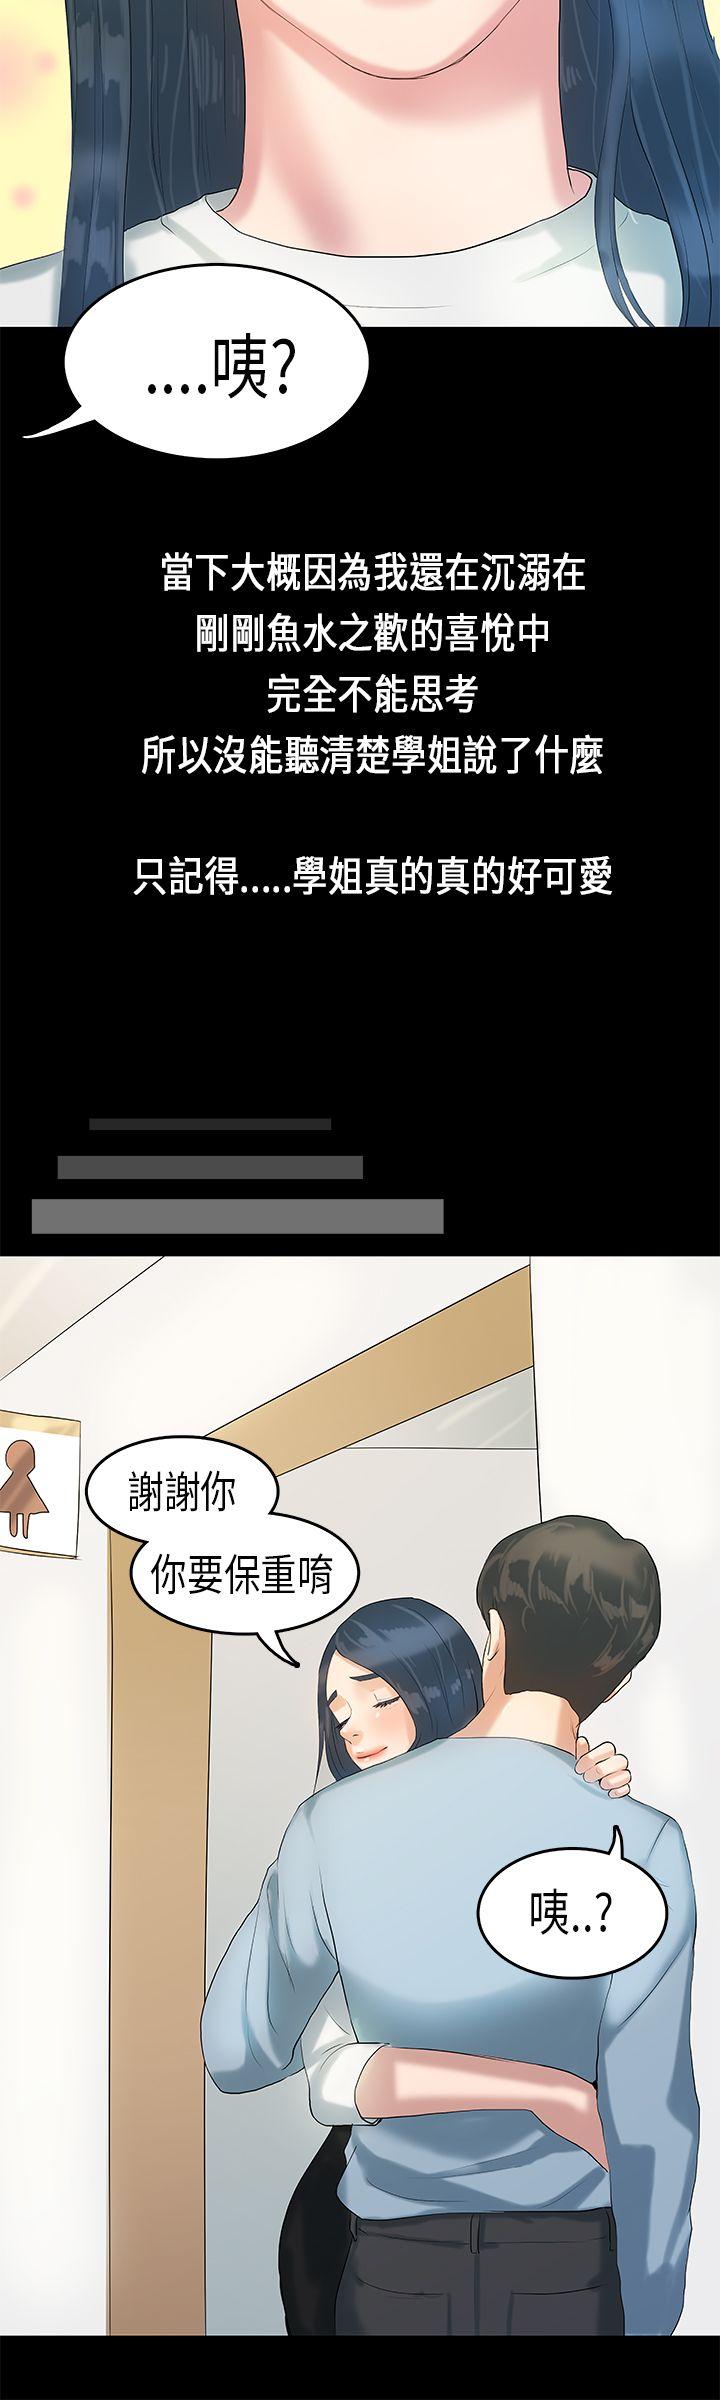 ....咦?
當下大概因為我還在沉溺在
剛剛魚水之歡的喜悅中
完全不能思考
所以沒能聽清楚學姐說了什麼
只記得.....學姐真的真的好可愛
謝謝你
你要保重唷
咦..?